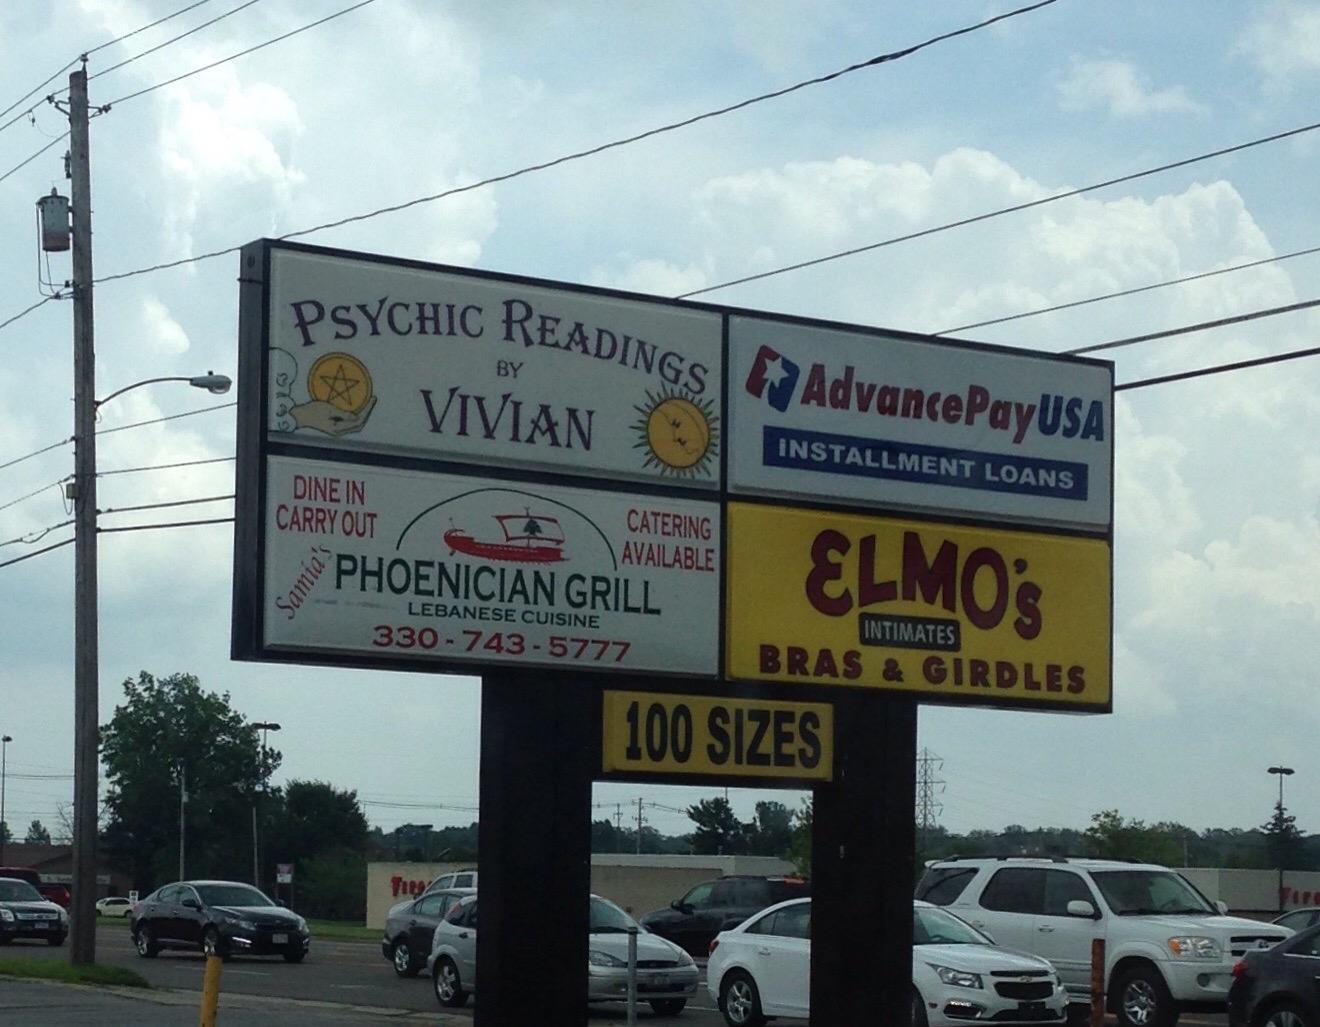 PSYCHIC READINGS
BY
VIVIAN
AdvancePayUSA
INSTALLMENT LOANS
DINE IN
CARRY OUT
CATERING
AVAILABLE
Samia's
PHOENICIAN GRILL
LEBANESE CUISINE
330-743-5777
ELMO's
INTIMATES
BRAS & GIRDLES
100 SIZES